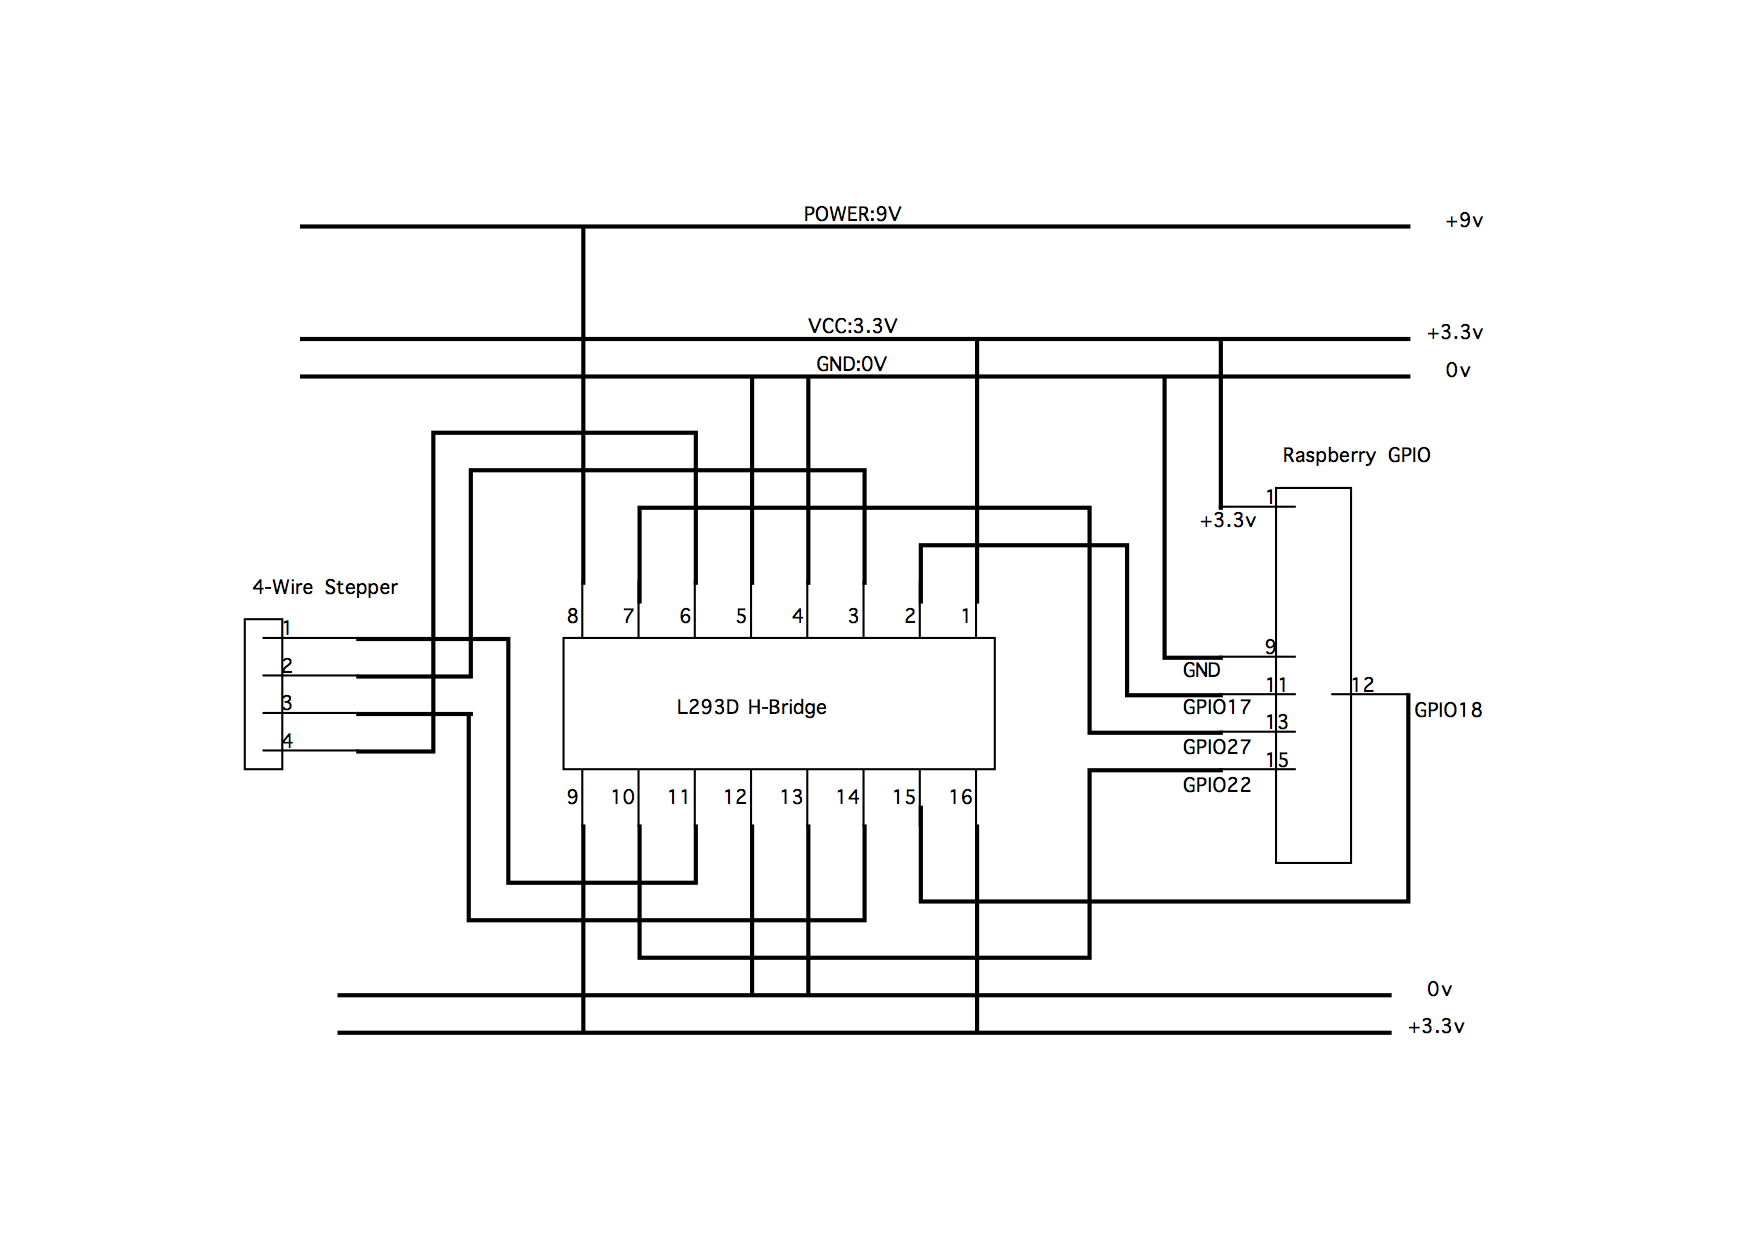 POWER:9V
+9v
VCC:3.3V
+3.3v
GND:0V
0v
Raspberry GPIO
1
+3.3v
4-Wire Stepper
8 7 6 5 4 3 2 1
1
2
3
4
9
GND
11
12
GPIO17
GPIO18
L293D H-Bridge
13
GPIO27
15
GPIO22
9 10 11 12 13 14 15 16
0v
+3.3v